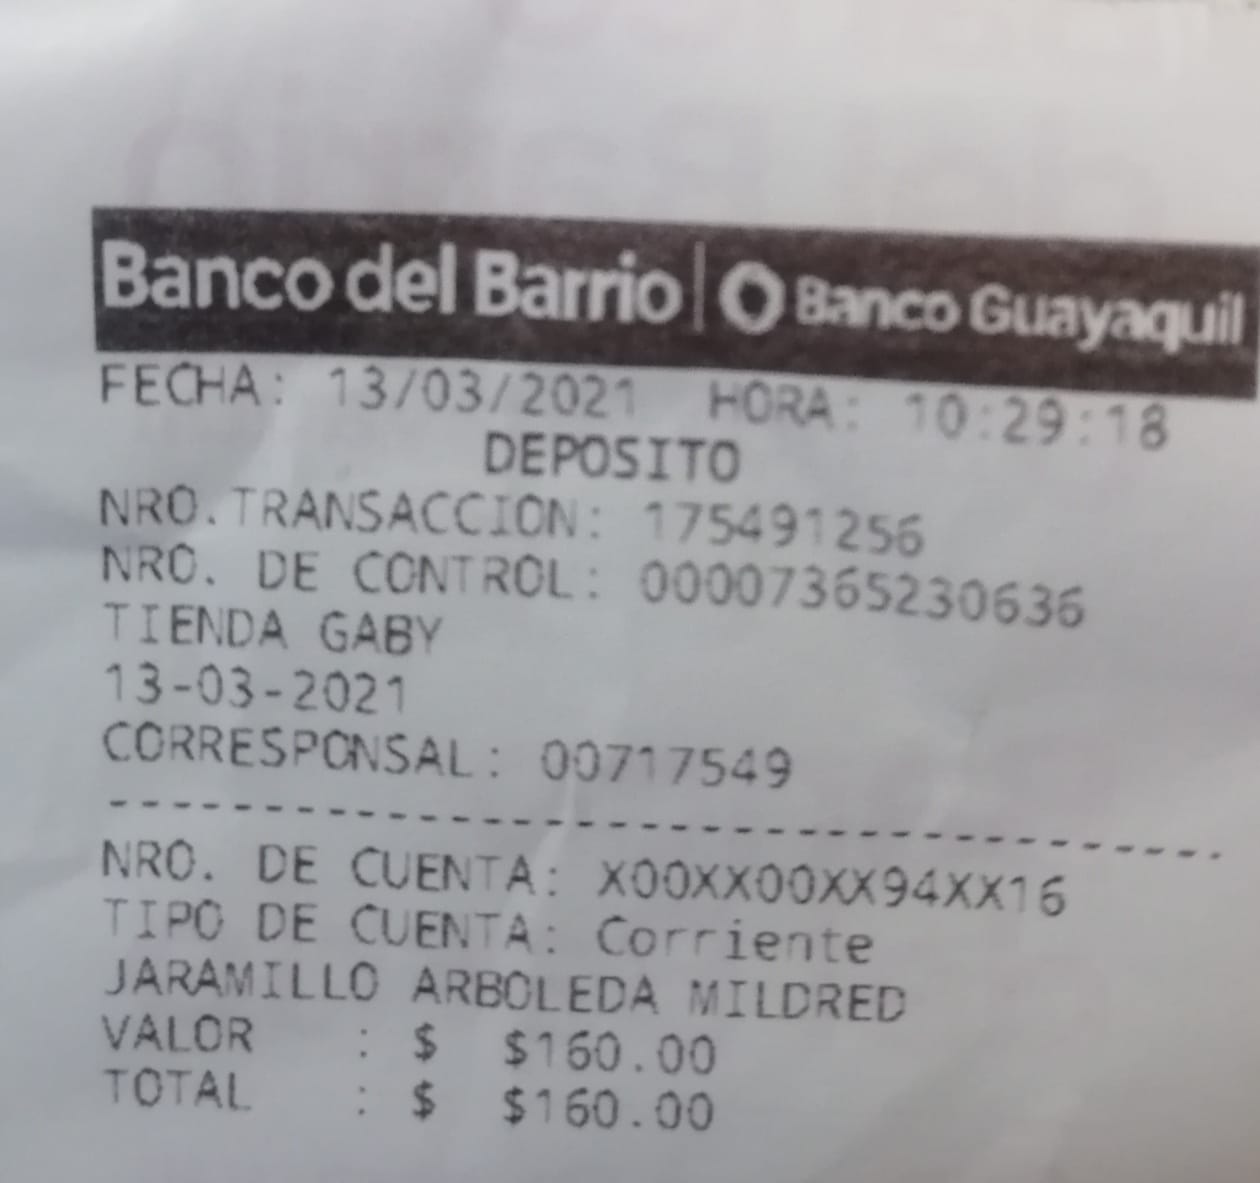 Banco del Barrio | Banco Guayaquil
FECHA: 13/03/2021 HORA: 10:29:18
DEPOSITO
NRO.TRANSACCION: 175491256
NRO. DE CONTROL: 00007365230636
TIENDA GABY
13-03-2021
CORRESPONSAL: 00717549
------------------------------------
NRO. DE CUENTA: X00XX00XX94XX16
TIPO DE CUENTA: Corriente
JARAMILLO ARBOLEDA MILDRED
VALOR : $ $160.00
TOTAL : $ $160.00